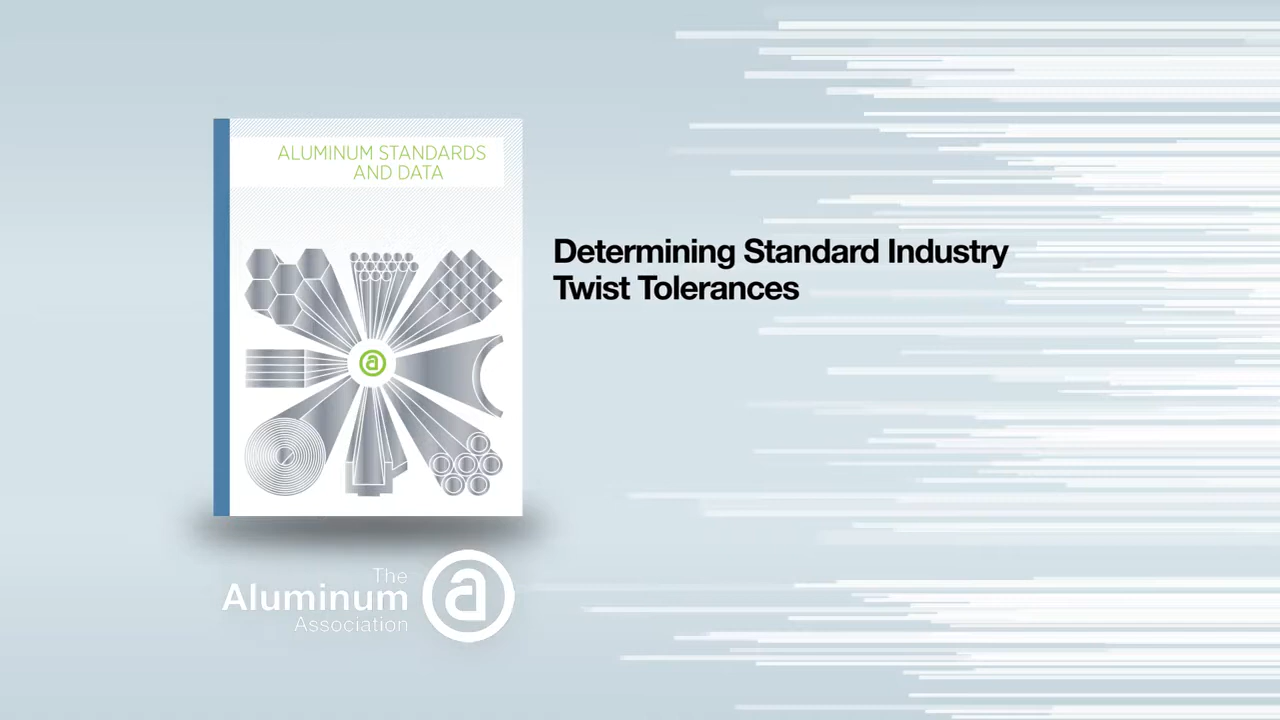 ALUMINUM STANDARDS
AND DATA
a
Determining Standard Industry
Twist Tolerances
The
Aluminum
Association
a